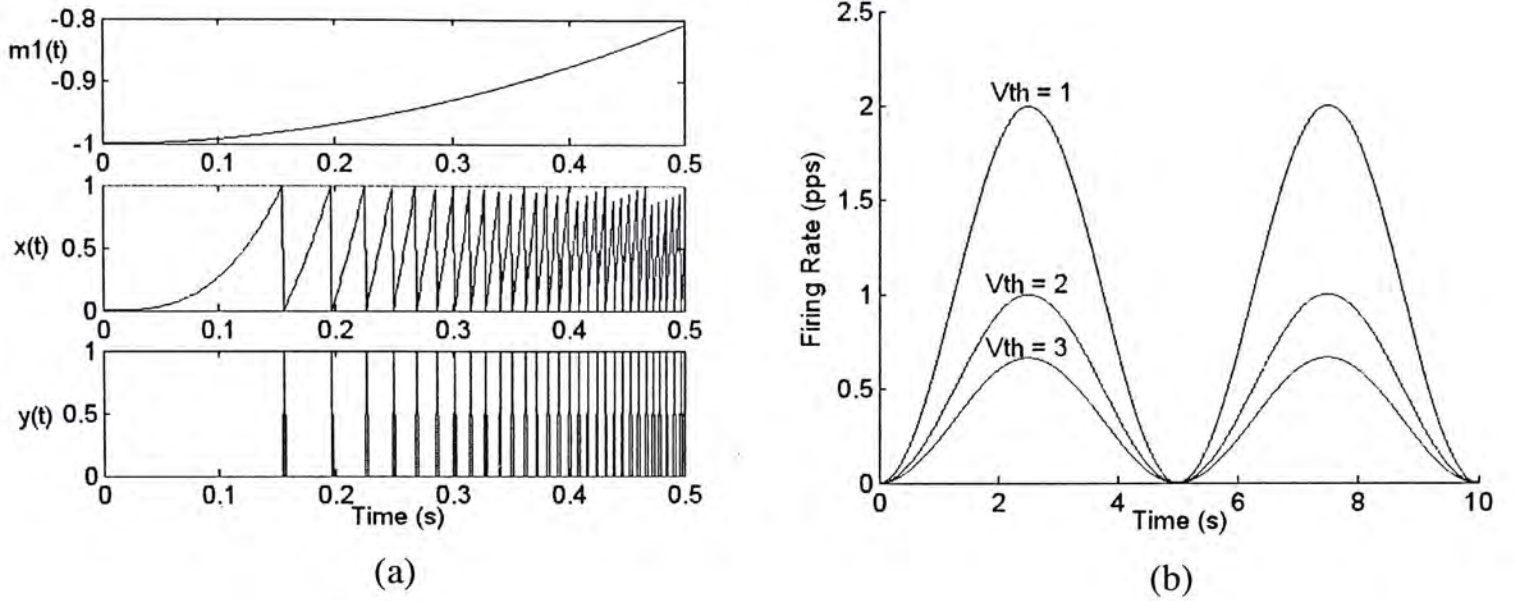 -0.8
m1(t)
-0.9
-1
0 0.1 0.2 0.3 0.4 0.5
1
x(t) 0.5
0
0 0.1 0.2 0.3 0.4 0.5
1
y(t) 0.5
0
0 0.1 0.2 0.3 0.4 0.5
Time (s)
(a)
2.5
2
1.5
1
0.5
0
Firing Rate (pps)
Vth = 1
Vth = 2
Vth = 3
0 2 4 6 8 10
Time (s)
(b)